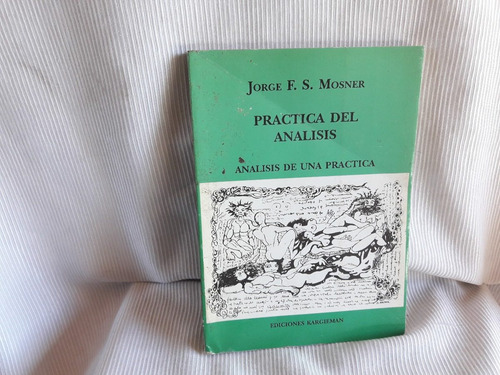 JORGE F. S. MOSNER
PRACTICA DEL
ANALISIS
ANALISIS DE UNA PRACTICA
EDICIONES KARGIEMAN